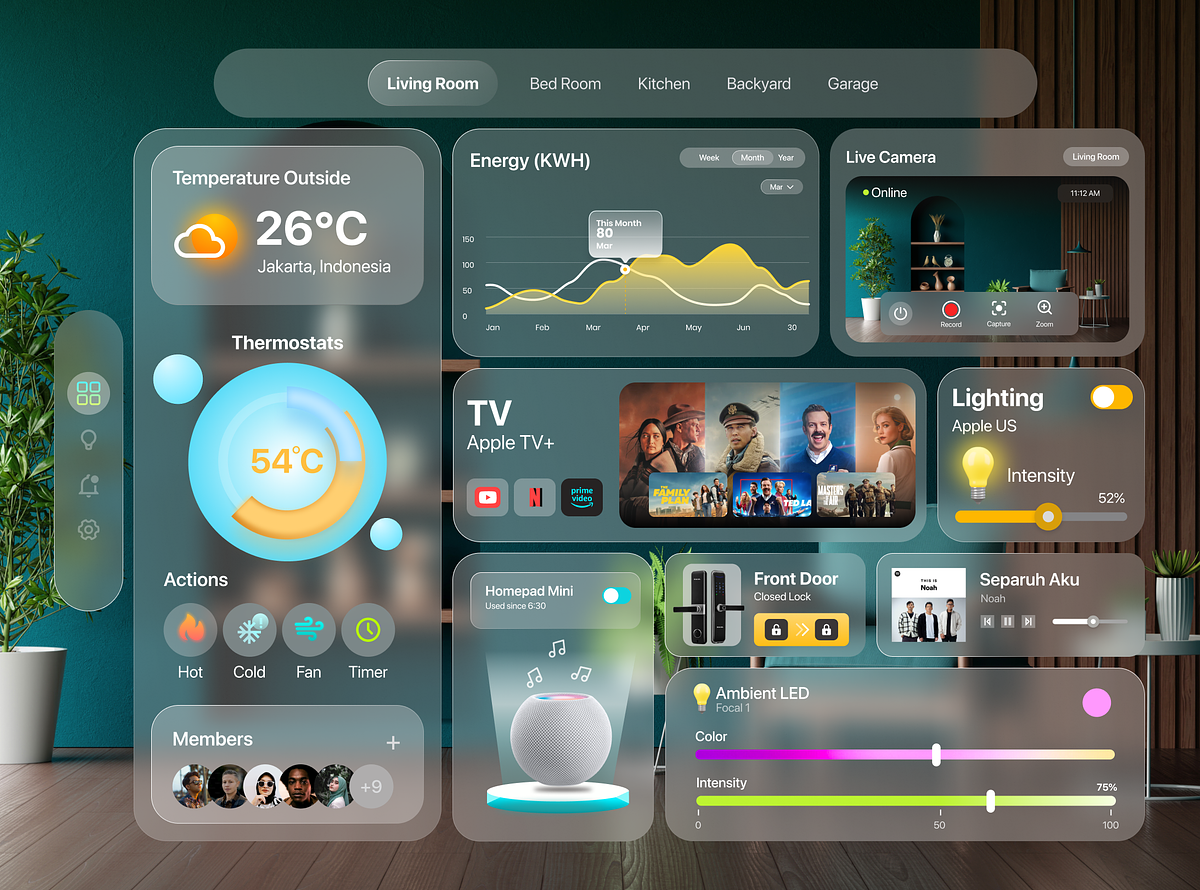 Living Room
Bed Room
Kitchen
Backyard
Garage
Temperature Outside
26°C
Jakarta, Indonesia
Thermostats
54°C
Actions
Hot
Cold
Fan
Timer
Members
+
+9
Energy (KWH)
Week
Month
Year
Mar
This Month
80
Mar
150
100
50
0
Jan
Feb
Mar
Apr
May
Jun
30
Live Camera
Living Room
Online
11:12 AM
Record
Capture
Zoom
TV
Apple TV+
N
prime
video
THE
FAMILY
PLAN
TED LA
MASTERS
OF THE AIR
Lighting
Apple US
Intensity
52%
Homepad Mini
Used since 6:30
Front Door
Closed Lock
THIS IS
Noah
Separuh Aku
Noah
Ambient LED
Focal 1
Color
Intensity
75%
0
50
100